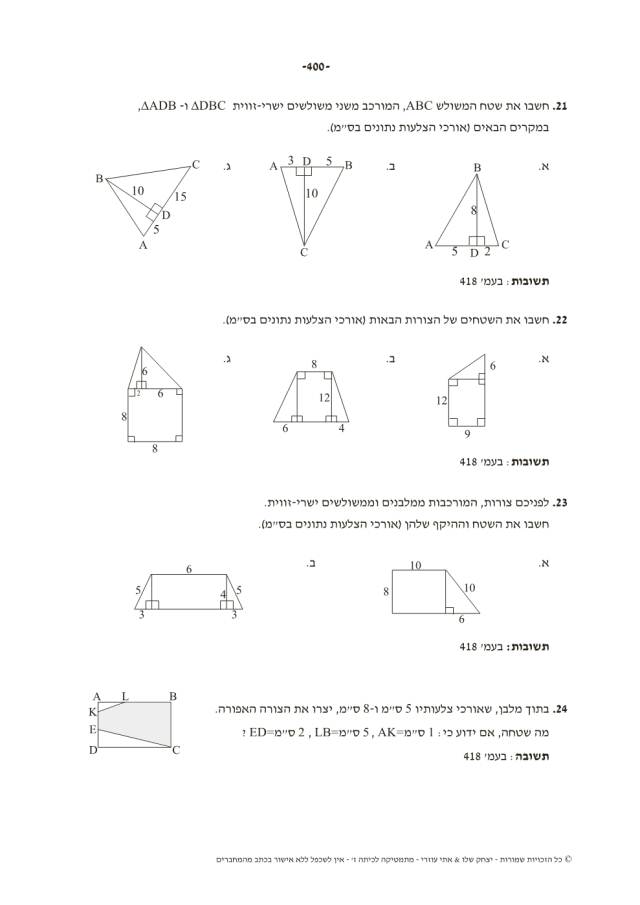 -400-
21. חשבו את שטח המשולש ABC, המורכב משני משולשים ישרי-זווית ΔDBC ו- ΔADB,
במקרים הבאים (אורכי הצלעות נתונים בס״מ).
א.
B
8
A
5
D
2
C
ב.
A
3
D
5
B
10
C
ג.
C
B
10
15
D
5
A
תשובות : בעמ׳ 418
22. חשבו את השטחים של הצורות הבאות (אורכי הצלעות נתונים בס״מ).
א.
6
12
9
ב.
8
12
6
4
ג.
6
2
6
8
8
תשובות : בעמ׳ 418
23. לפניכם צורות, המורכבות ממלבנים וממשולשים ישרי-זווית.
חשבו את השטח וההיקף שלהן (אורכי הצלעות נתונים בס״מ).
א.
10
8
10
6
ב.
6
5
4
5
3
3
תשובות: בעמ׳ 418
24. בתוך מלבן, שאורכי צלעותיו 5 ס״מ ו-8 ס״מ, יצרו את הצורה האפורה.
מה שטחה, אם ידוע כי : 1 ס״מ=AK , 5 ס״מ=LB , 2 ס״מ=ED ?
תשובה : בעמ׳ 418
A
L
B
K
E
D
C
© כל הזכויות שמורות - יצחק שלו & אתי עוזרי - מתמטיקה לכיתה ז׳ - אין לשכפל ללא אישור בכתב מהמחברים